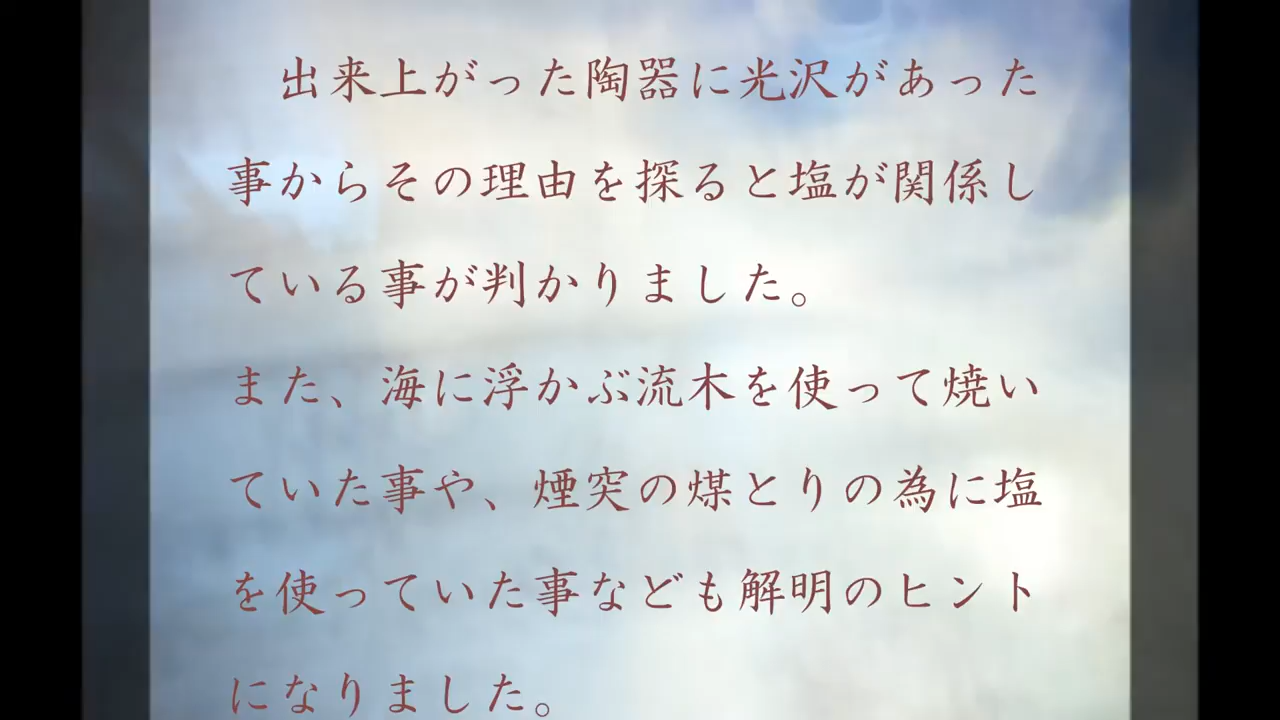 出来上がった陶器に光沢があった
事からその理由を探ると塩が関係し
ている事が判かりました。
また、海に浮かぶ流木を使って焼い
ていた事や、煙突の煤とりの為に塩
を使っていた事なども解明のヒント
になりました。